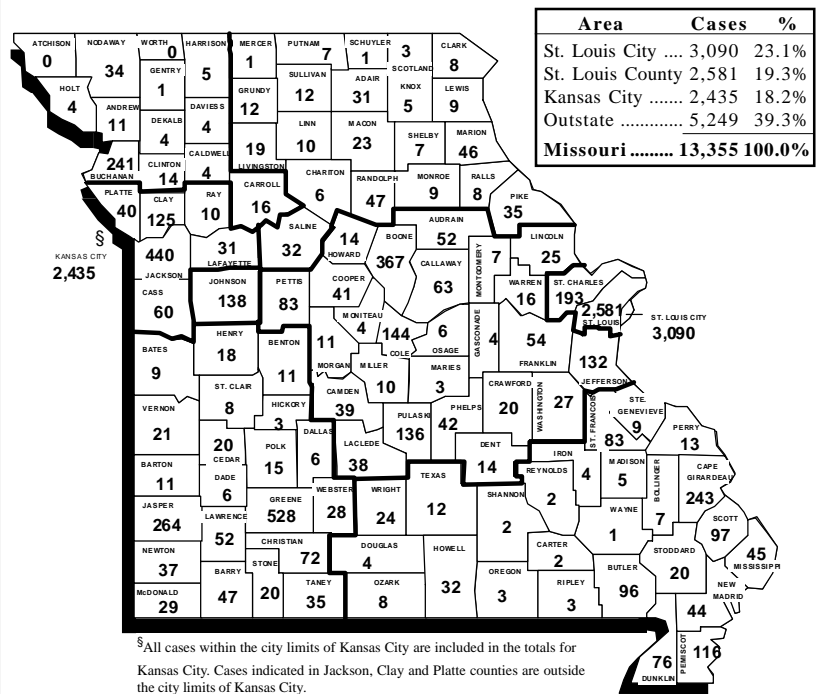 Area Cases %
St. Louis City .... 3,090 23.1%
St. Louis County 2,581 19.3%
Kansas City ....... 2,435 18.2%
Outstate ............. 5,249 39.3%
Missouri ......... 13,355 100.0%
ATCHISON 0
NODAWAY 34
WORTH 0
HARRISON 5
MERCER 1
PUTNAM 7
SCHUYLER 1
SCOTLAND 3
CLARK 8
HOLT 4
GENTRY 1
GRUNDY 12
SULLIVAN 12
ADAIR 31
KNOX 5
LEWIS 9
ANDREW 11
DEKALB 4
DAVIESS 4
LINN 10
MACON 23
SHELBY 7
MARION 46
BUCHANAN 241
CLINTON 14
CALDWELL 4
LIVINGSTON 19
CHARITON 6
RANDOLPH 47
MONROE 9
RALLS 8
PIKE 35
PLATTE 40
CLAY 125
RAY 10
CARROLL 16
SALINE 32
HOWARD 14
BOONE 367
AUDRAIN 52
MONTGOMERY 7
LINCOLN 25
§
KANSAS CITY
2,435
440 JACKSON
31 LAFAYETTE
JOHNSON 138
PETTIS 83
COOPER 41
CALLAWAY 63
WARREN 16
ST. CHARLES 193
2,581 ST. LOUIS
ST. LOUIS CITY
3,090
CASS 60
MONITEAU 4
144 COLE
6 OSAGE
GASCONADE 4
54 FRANKLIN
132 JEFFERSON
BATES 9
HENRY 18
BENTON 11
11 MORGAN
MILLER 10
MARIES 3
CRAWFORD 20
WASHINGTON 27
ST. FRANCOIS 83
STE. GENEVIEVE 9
PERRY 13
VERNON 21
ST. CLAIR 8
HICKORY 3
CAMDEN 39
PULASKI 136
PHELPS 42
DENT 14
IRON 4
MADISON 5
BOLLINGER 7
CAPE GIRARDEAU 243
BARTON 11
20 CEDAR
POLK 15
DALLAS 6
LACLEDE 38
TEXAS 12
REYNOLDS 2
WAYNE 1
SCOTT 97
JASPER 264
DADE 6
GREENE 528
WEBSTER 28
WRIGHT 24
SHANNON 2
CARTER 2
STODDARD 20
45 MISSISSIPPI
LAWRENCE 52
CHRISTIAN 72
DOUGLAS 4
HOWELL 32
BUTLER 96
NEW MADRID 44
NEWTON 37
BARRY 47
STONE 20
TANEY 35
OZARK 8
OREGON 3
RIPLEY 3
McDONALD 29
76 DUNKLIN
PEMISCOT 116
§All cases within the city limits of Kansas City are included in the totals for
Kansas City. Cases indicated in Jackson, Clay and Platte counties are outside
the city limits of Kansas City.